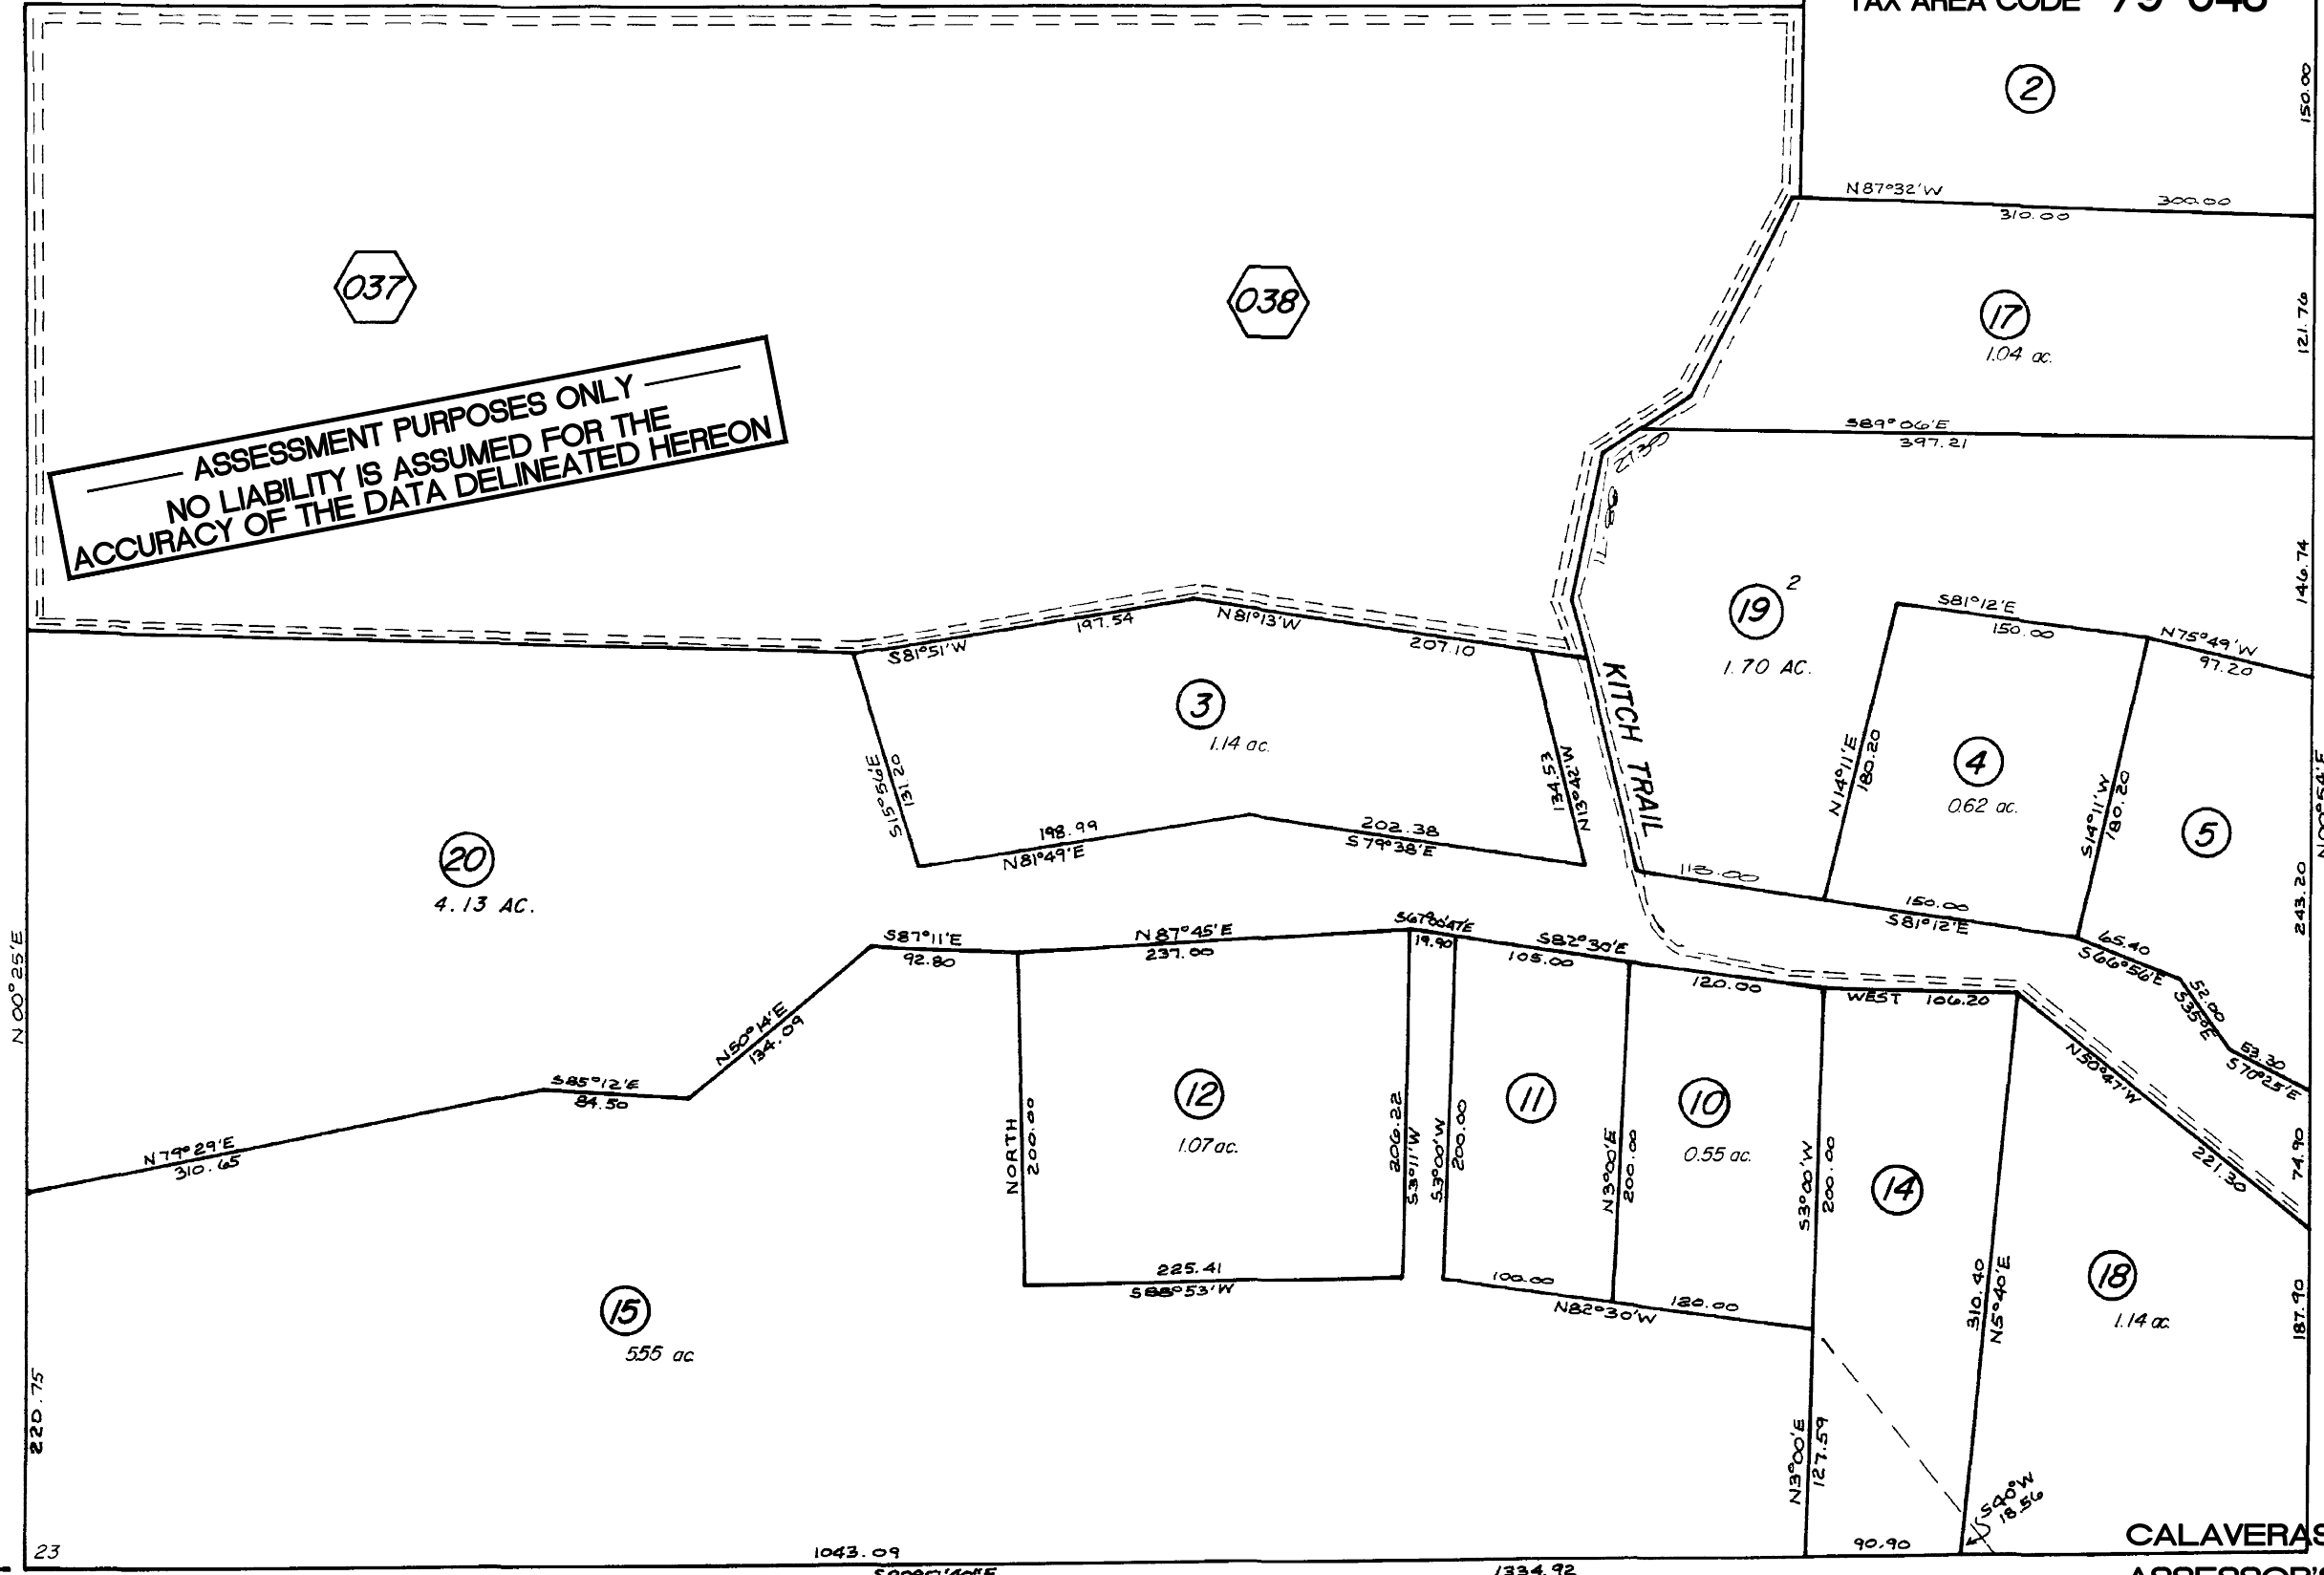 TAX AREA CODE
2
150.00
N87°32'W
300.00
310.00
037
038
17
1.04 ac.
121.76
ASSESSMENT PURPOSES ONLY
NO LIABILITY IS ASSUMED FOR THE
ACCURACY OF THE DATA DELINEATED HEREON
S89°06'E
397.21
27.30
146.74
19
2
1.70 AC.
S81°12'E
150.00
N75°49'W
97.20
197.54
S81°51'W
N81°13'W
207.10
KITCH TRAIL
3
1.14 ac.
S15°56'E
131.20
134.53
N13°42'W
N14°11'E
180.20
4
0.62 ac.
S14°11'W
180.20
5
N00°54'E
198.99
N81°49'E
202.38
S79°38'E
20
4.13 AC.
110.00
150.00
S81°12'E
243.20
N00°25'E
S87°11'E
92.80
N87°45'E
237.00
19.90
S82°30'E
105.00
120.00
WEST 106.20
65.40
S66°56'E
52.00
S35°E
53.30
S70°25'E
N50°14'E
134.09
S85°12'E
84.50
N79°29'E
310.65
NORTH
200.00
12
1.07 ac.
206.22
S3°11'W
S3°00'W
200.00
11
N3°00'E
200.00
10
0.55 ac.
S3°00'W
200.00
14
N50°47'W
221.30
74.90
225.41
S88°53'W
100.00
N82°30'W
120.00
310.40
N5°40'E
18
1.14 ac.
187.90
15
5.55 ac.
220.75
N3°00'E
127.59
S40°W
18.56
23
1043.09
90.90
CALAVERAS
1334.92